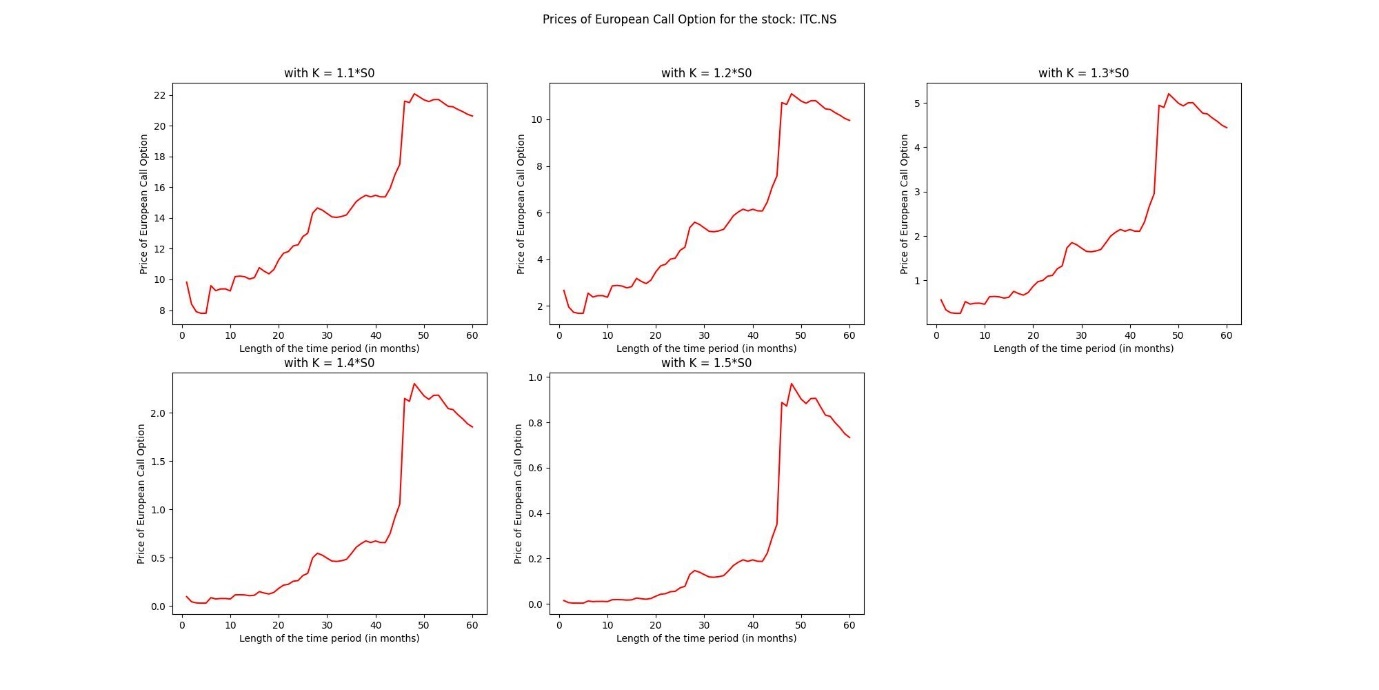 Prices of European Call Option for the stock: ITC.NS
with K = 1.1*S0
Price of European Call Option
22
20
18
16
14
12
10
8
0 10 20 30 40 50 60
Length of the time period (in months)
with K = 1.2*S0
Price of European Call Option
10
8
6
4
2
0 10 20 30 40 50 60
Length of the time period (in months)
with K = 1.3*S0
Price of European Call Option
5
4
3
2
1
0 10 20 30 40 50 60
Length of the time period (in months)
with K = 1.4*S0
Price of European Call Option
2.0
1.5
1.0
0.5
0.0
0 10 20 30 40 50 60
Length of the time period (in months)
with K = 1.5*S0
Price of European Call Option
1.0
0.8
0.6
0.4
0.2
0.0
0 10 20 30 40 50 60
Length of the time period (in months)